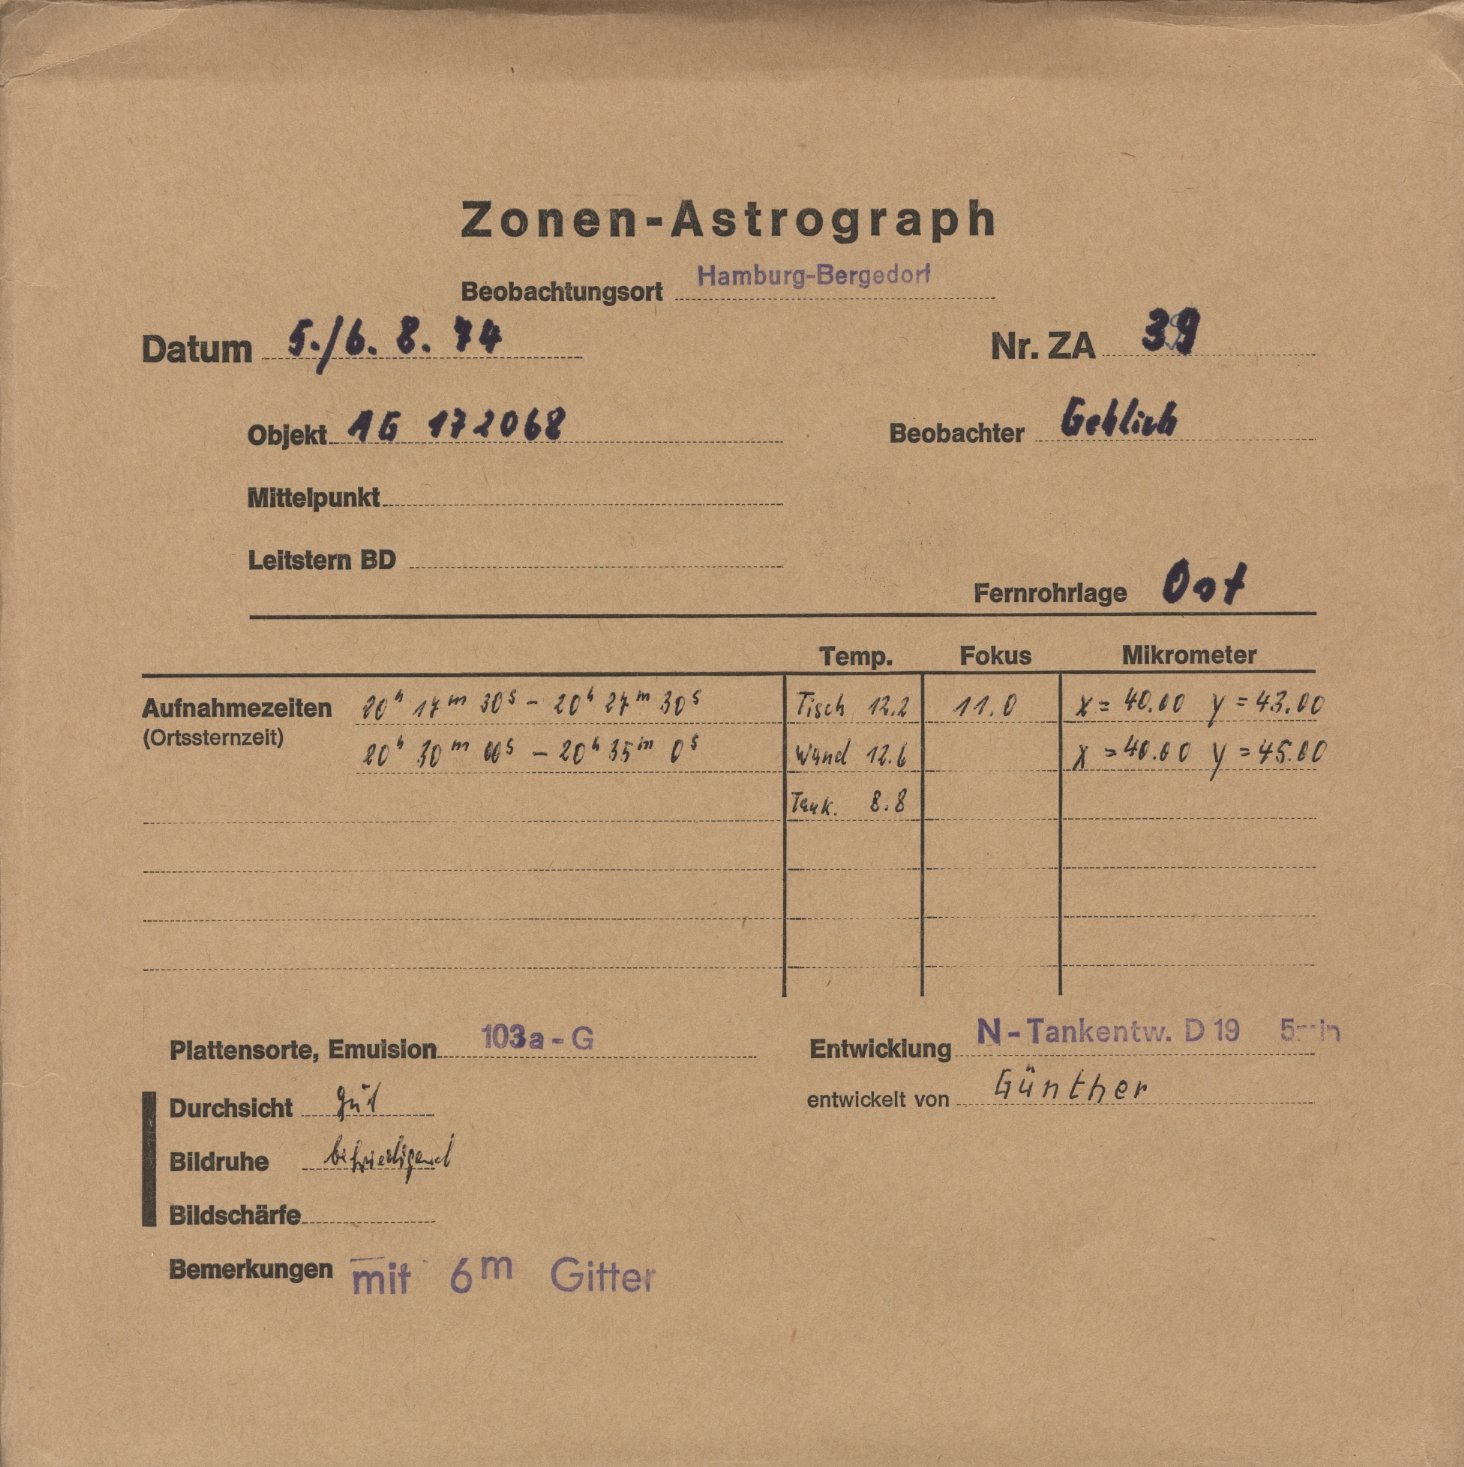 Zonen-Astrograph
Beobachtungsort Hamburg-Bergedorf
Datum 5./6. 8. 74 Nr. ZA 39
Objekt AG 172068 Beobachter Gehlich
Mittelpunkt
Leitstern BD
Fernrohrlage Ost
Temp. Fokus Mikrometer
Aufnahmezeiten 20h 17m 30s - 20h 27m 30s Tisch 12.2 11.0 x = 40.00 y = 43.00
(Ortssternzeit) 20h 30m 00s - 20h 35m 0s Wand 12.6 x = 40.00 y = 45.00
Tank. 8.8
Plattensorte, Emulsion 103a-G Entwicklung N-Tankentw. D 19 5min
Durchsicht gut entwickelt von Günther
Bildruhe befriedigend
Bildschärfe
Bemerkungen mit 6m Gitter